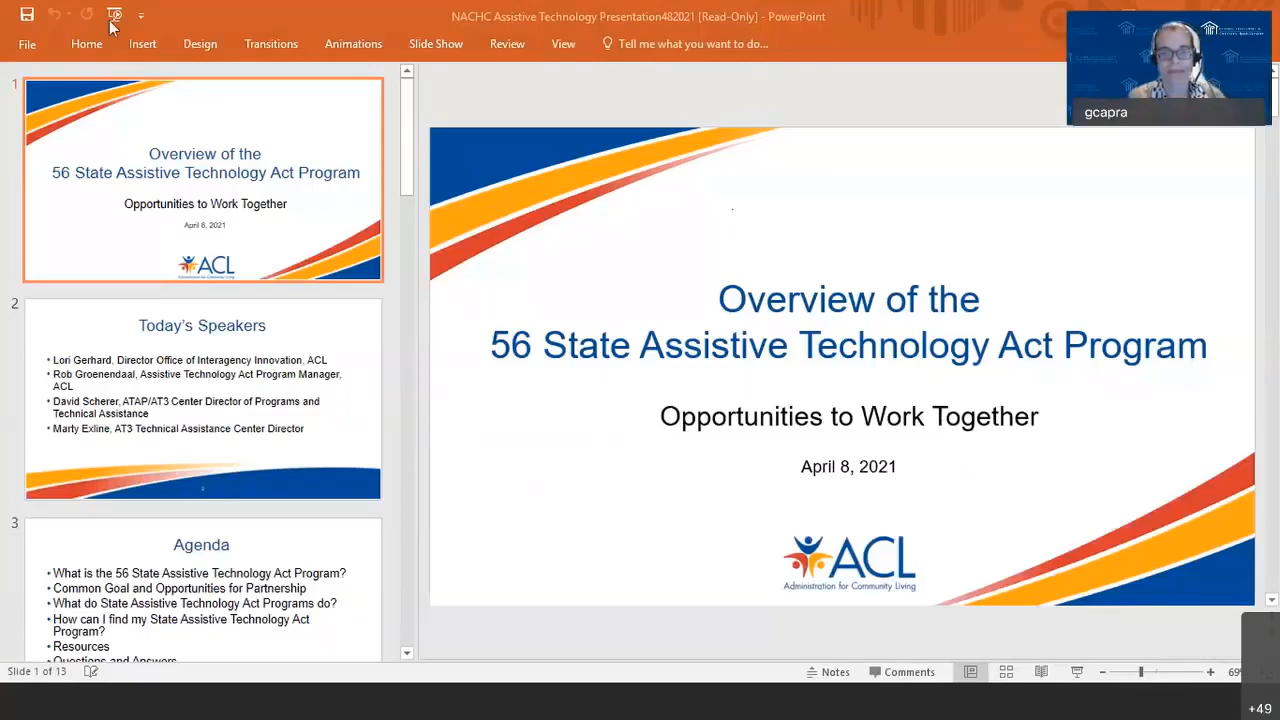 NACHC Assistive Technology Presentation482021 [Read-Only] - PowerPoint
File
Home
Insert
Design
Transitions
Animations
Slide Show
Review
View
Tell me what you want to do...
gcapra
1
Overview of the
56 State Assistive Technology Act Program
Opportunities to Work Together
April 8, 2021
ACL
Administration for Community Living
2
Today's Speakers
• Lori Gerhard, Director Office of Interagency Innovation, ACL
• Rob Groenendaal, Assistive Technology Act Program Manager,
ACL
• David Scherer, ATAP/AT3 Center Director of Programs and
Technical Assistance
• Marty Exline, AT3 Technical Assistance Center Director
2
3
Agenda
• What is the 56 State Assistive Technology Act Program?
• Common Goal and Opportunities for Partnership
• What do State Assistive Technology Act Programs do?
• How can I find my State Assistive Technology Act
Program?
• Resources
• Questions and Answers
Overview of the
56 State Assistive Technology Act Program
Opportunities to Work Together
April 8, 2021
ACL
Administration for Community Living
Slide 1 of 13
Notes
Comments
69
+49